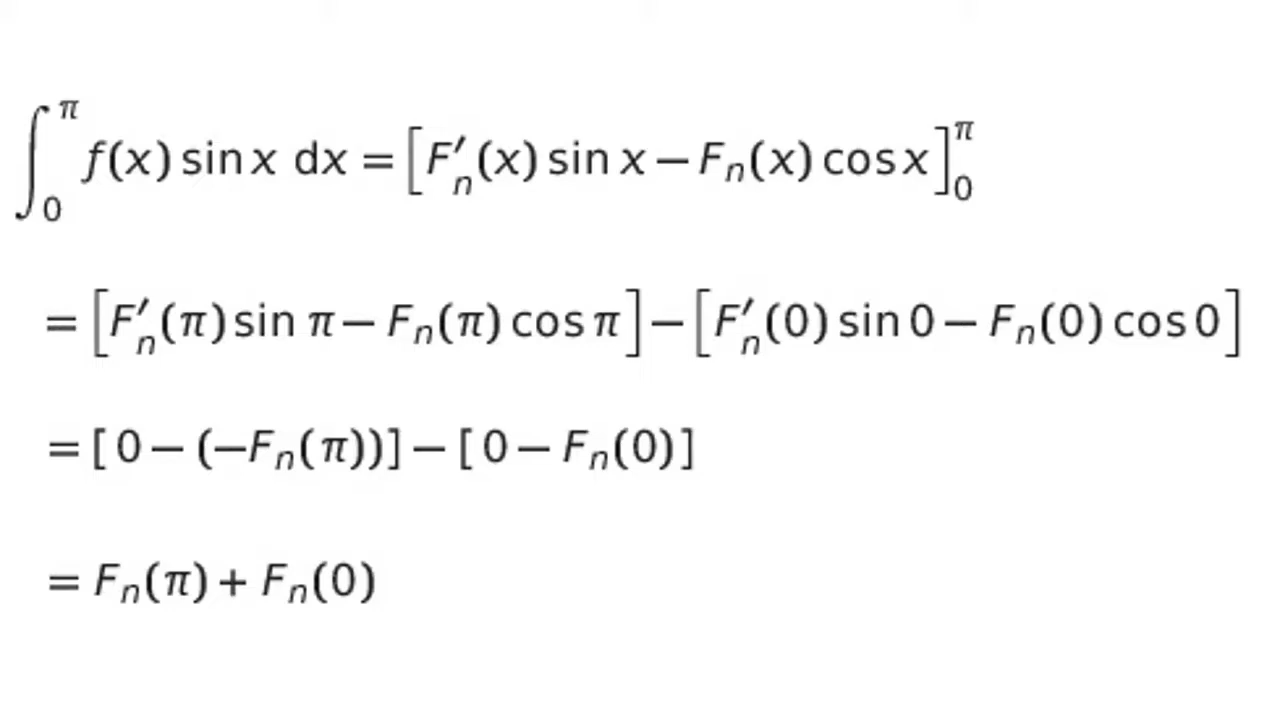 ∫₀^π f(x) sin x dx = [F′ₙ(x) sin x − Fₙ(x) cos x]₀^π
= [F′ₙ(π) sin π − Fₙ(π) cos π] − [F′ₙ(0) sin 0 − Fₙ(0) cos 0]
= [0 − (−Fₙ(π))] − [0 − Fₙ(0)]
= Fₙ(π) + Fₙ(0)